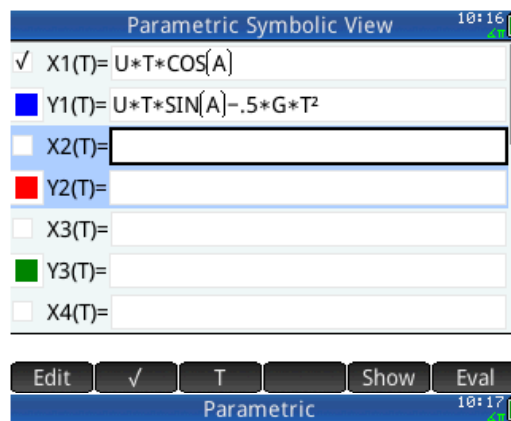 Parametric Symbolic View 10:16
∡π
√ X1(T)= U*T*COS(A)
Y1(T)= U*T*SIN(A)-.5*G*T²
X2(T)=
Y2(T)=
X3(T)=
Y3(T)=
X4(T)=
Edit √ T Show Eval
Parametric 10:17
∡π